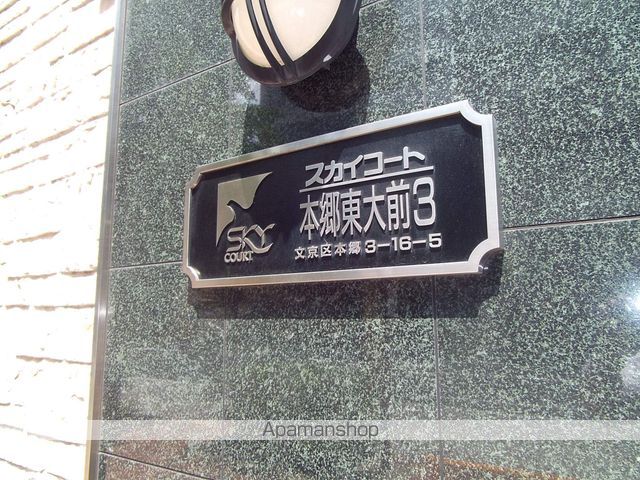 SKY
COURT
スカイコート
本郷東大前3
文京区本郷3-16-5
Apamanshop